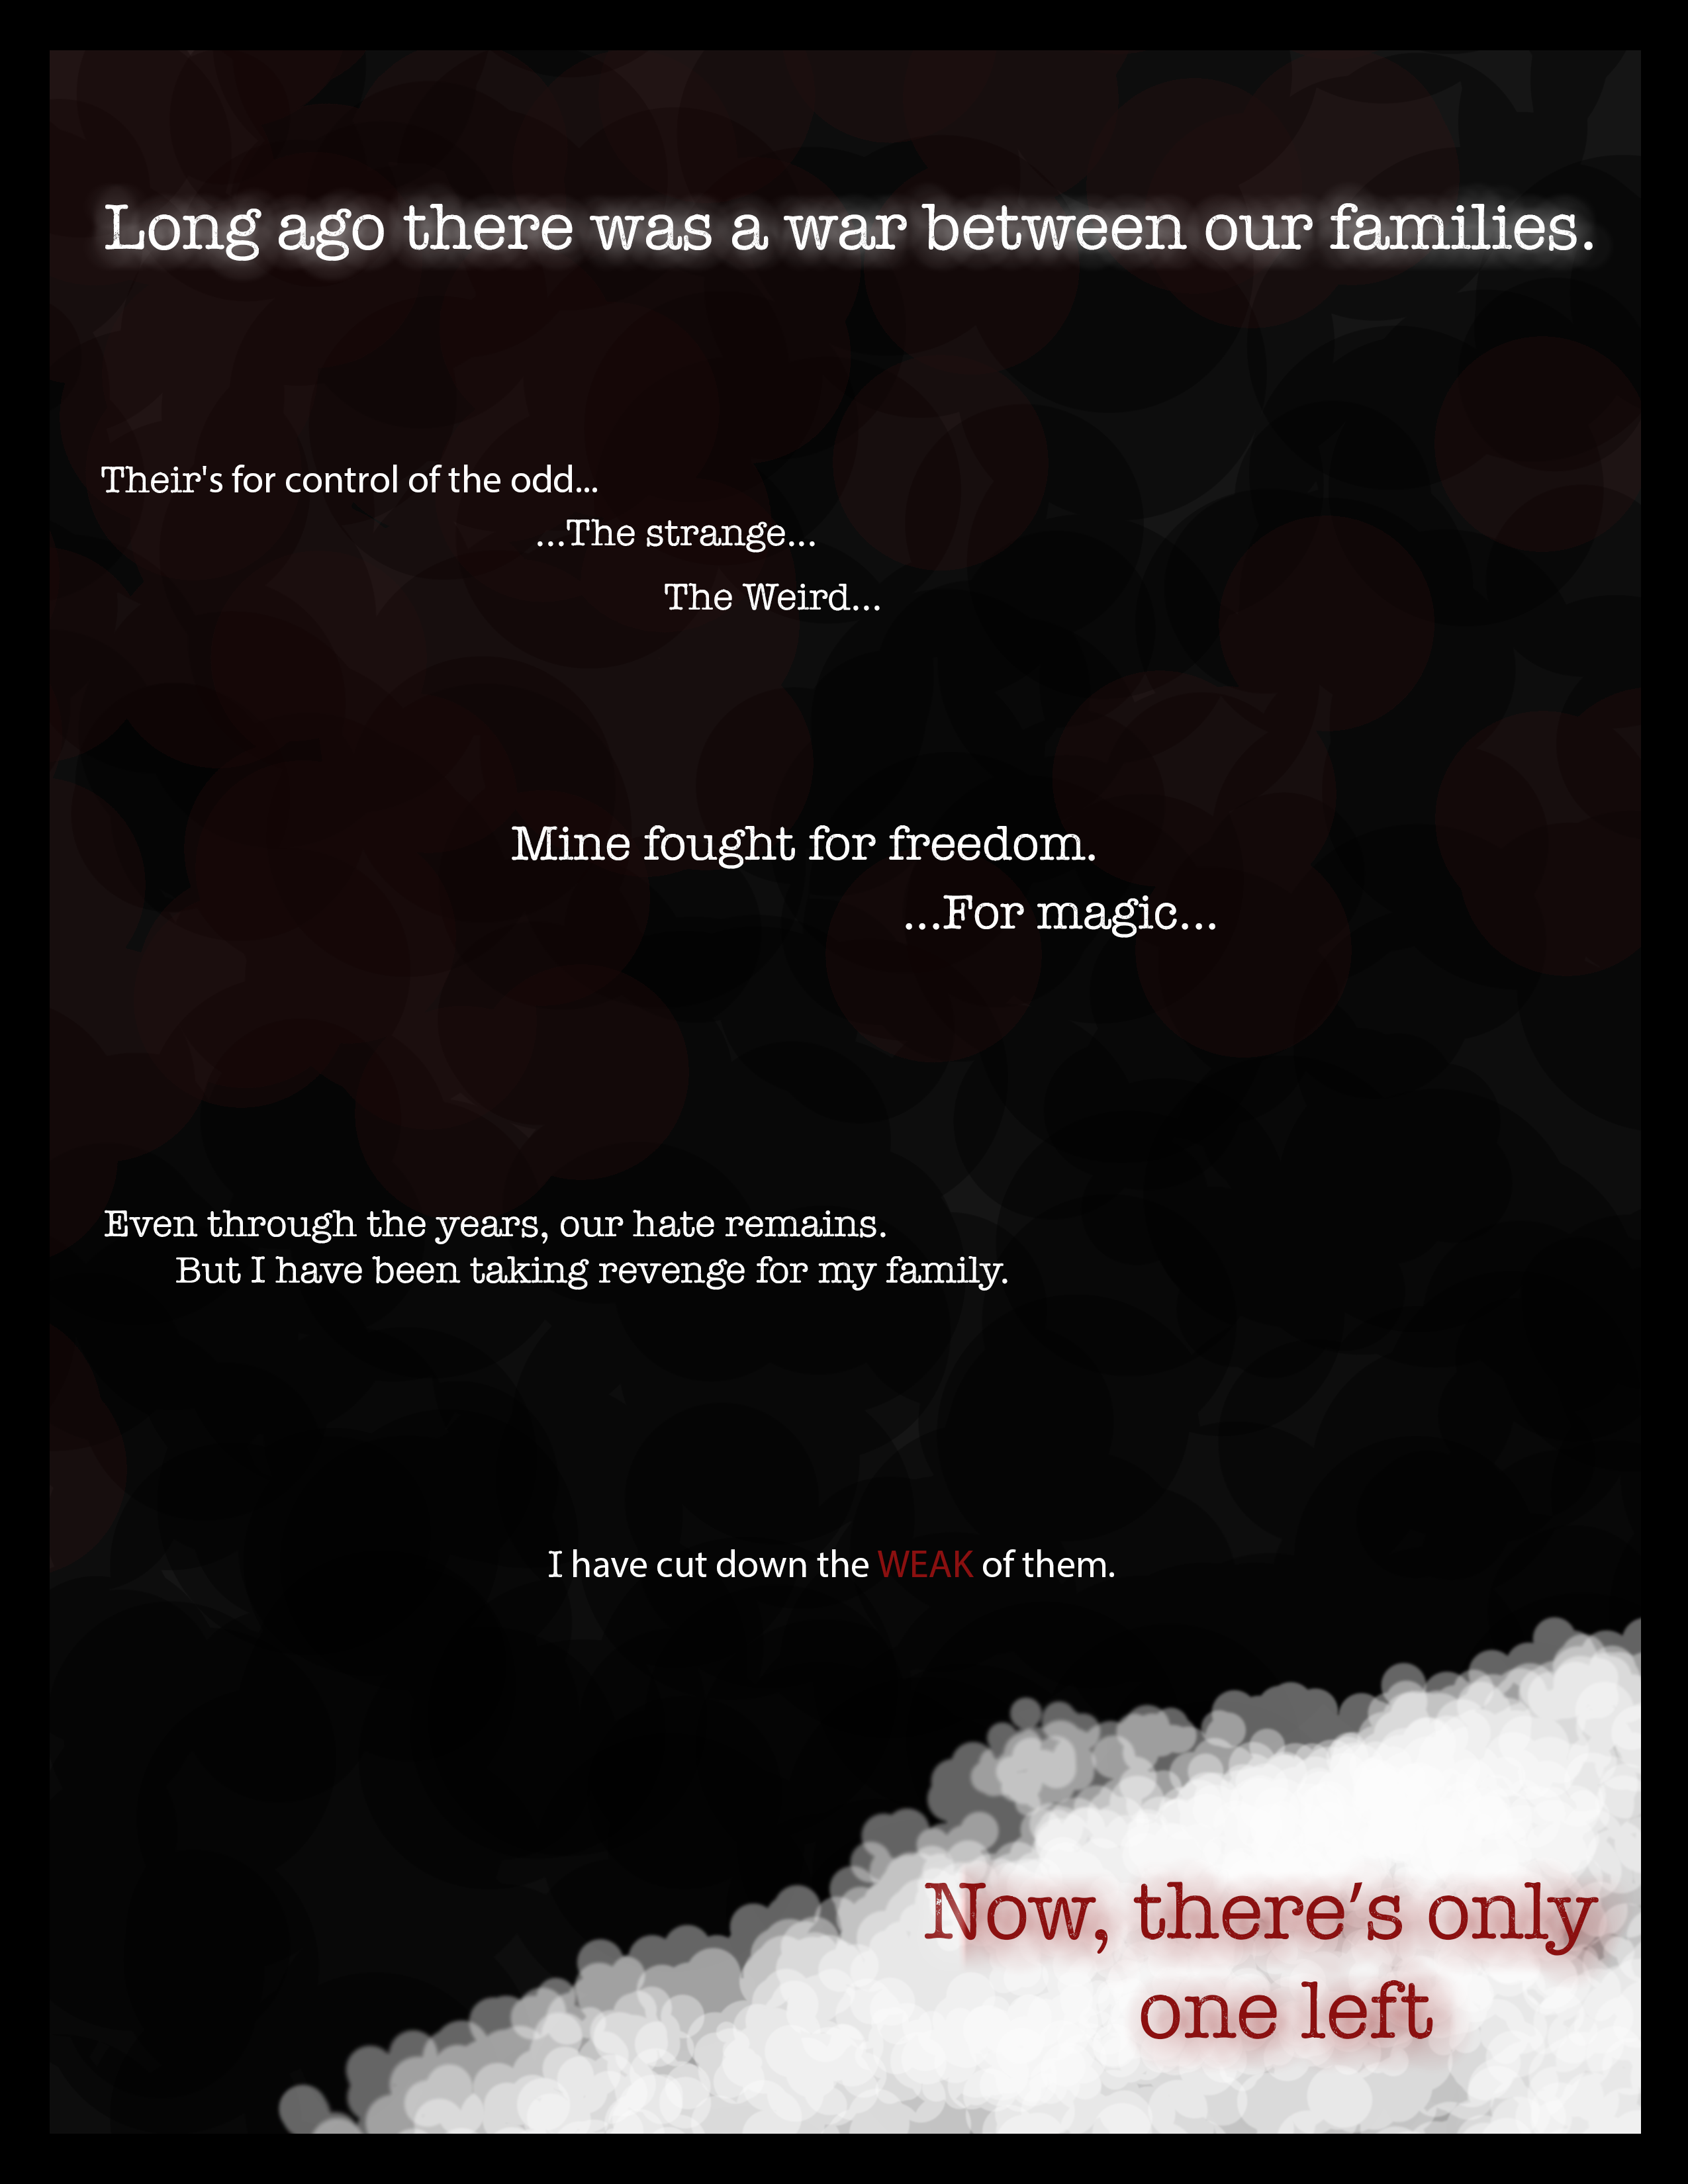 Long ago there was a war between our families.
Their's for control of the odd...
...The strange...
The Weird...
Mine fought for freedom.
...For magic...
Even through the years, our hate remains.
But I have been taking revenge for my family.
I have cut down the WEAK of them.
Now, there's only
one left